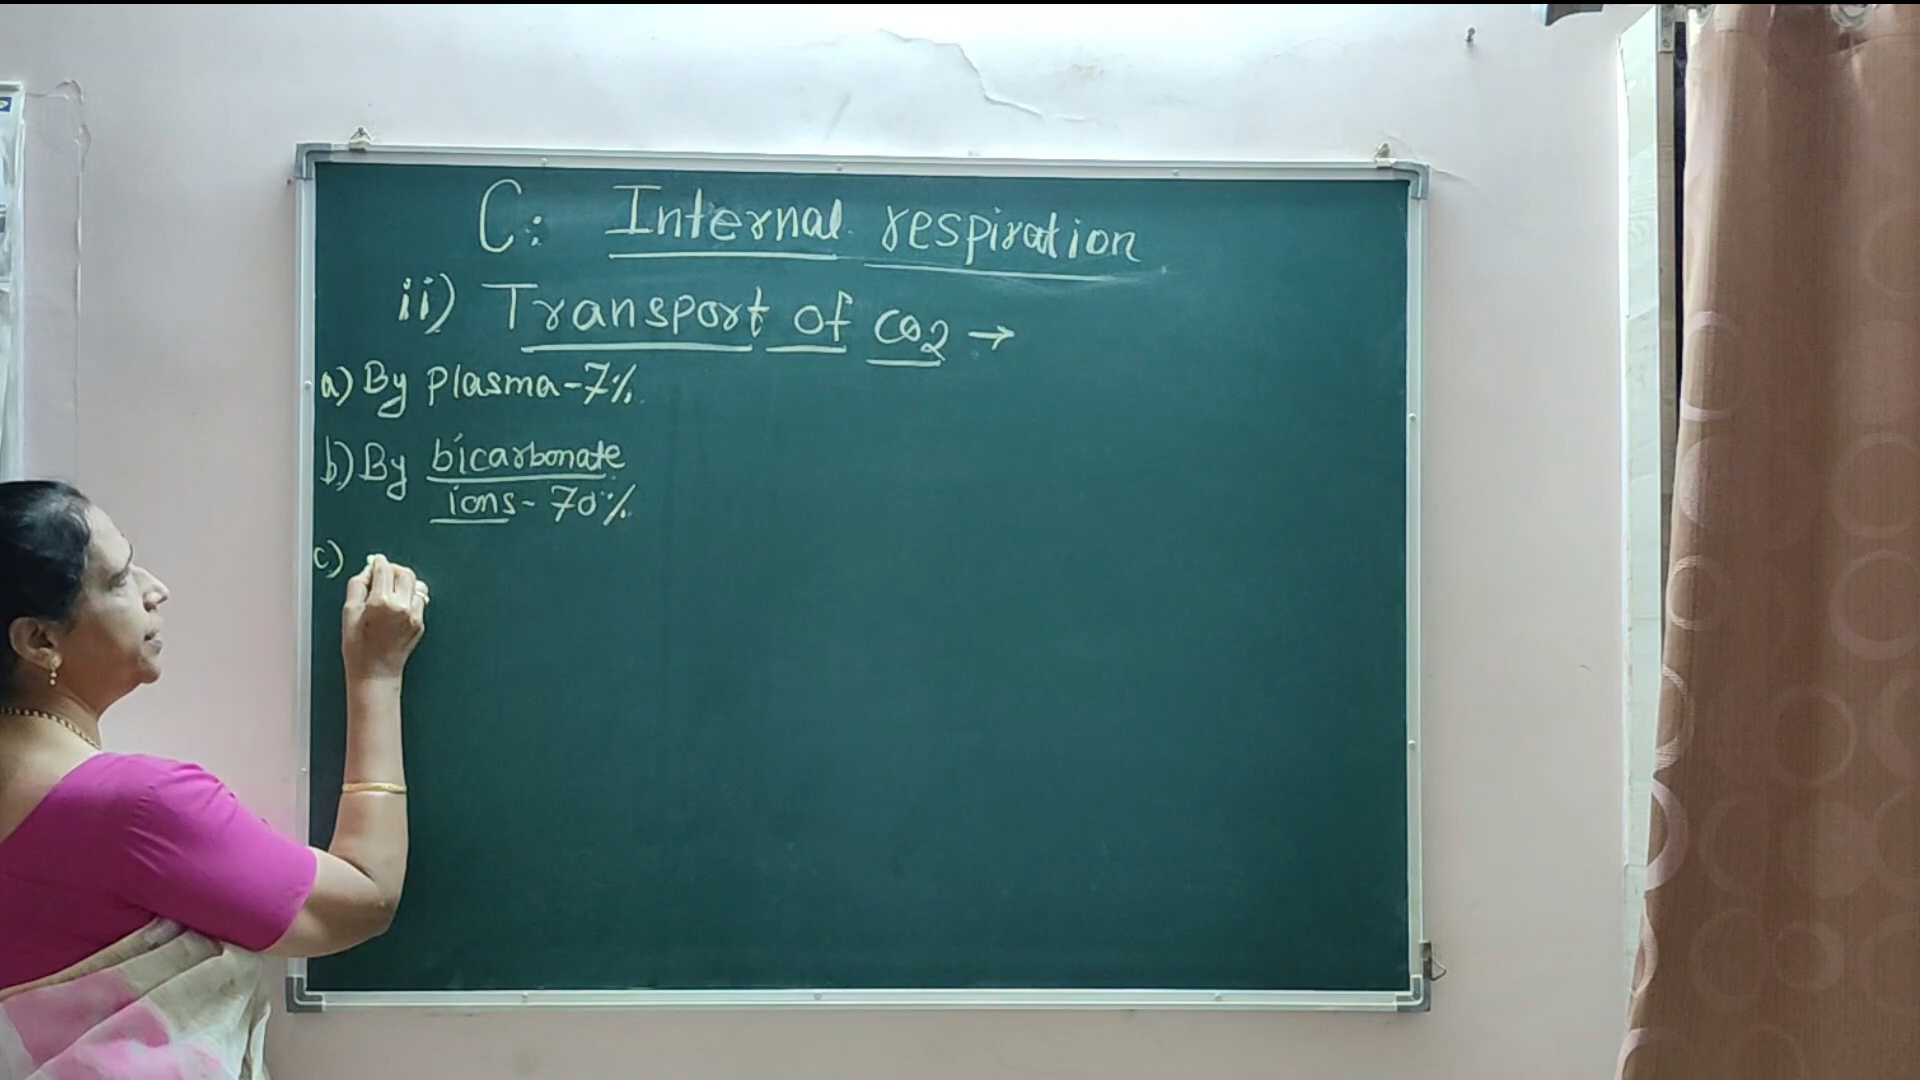 C: Internal respiration
ii) Transport of CO2 →
a) By plasma - 7%.
b) By bicarbonate
ions - 70%.
c)